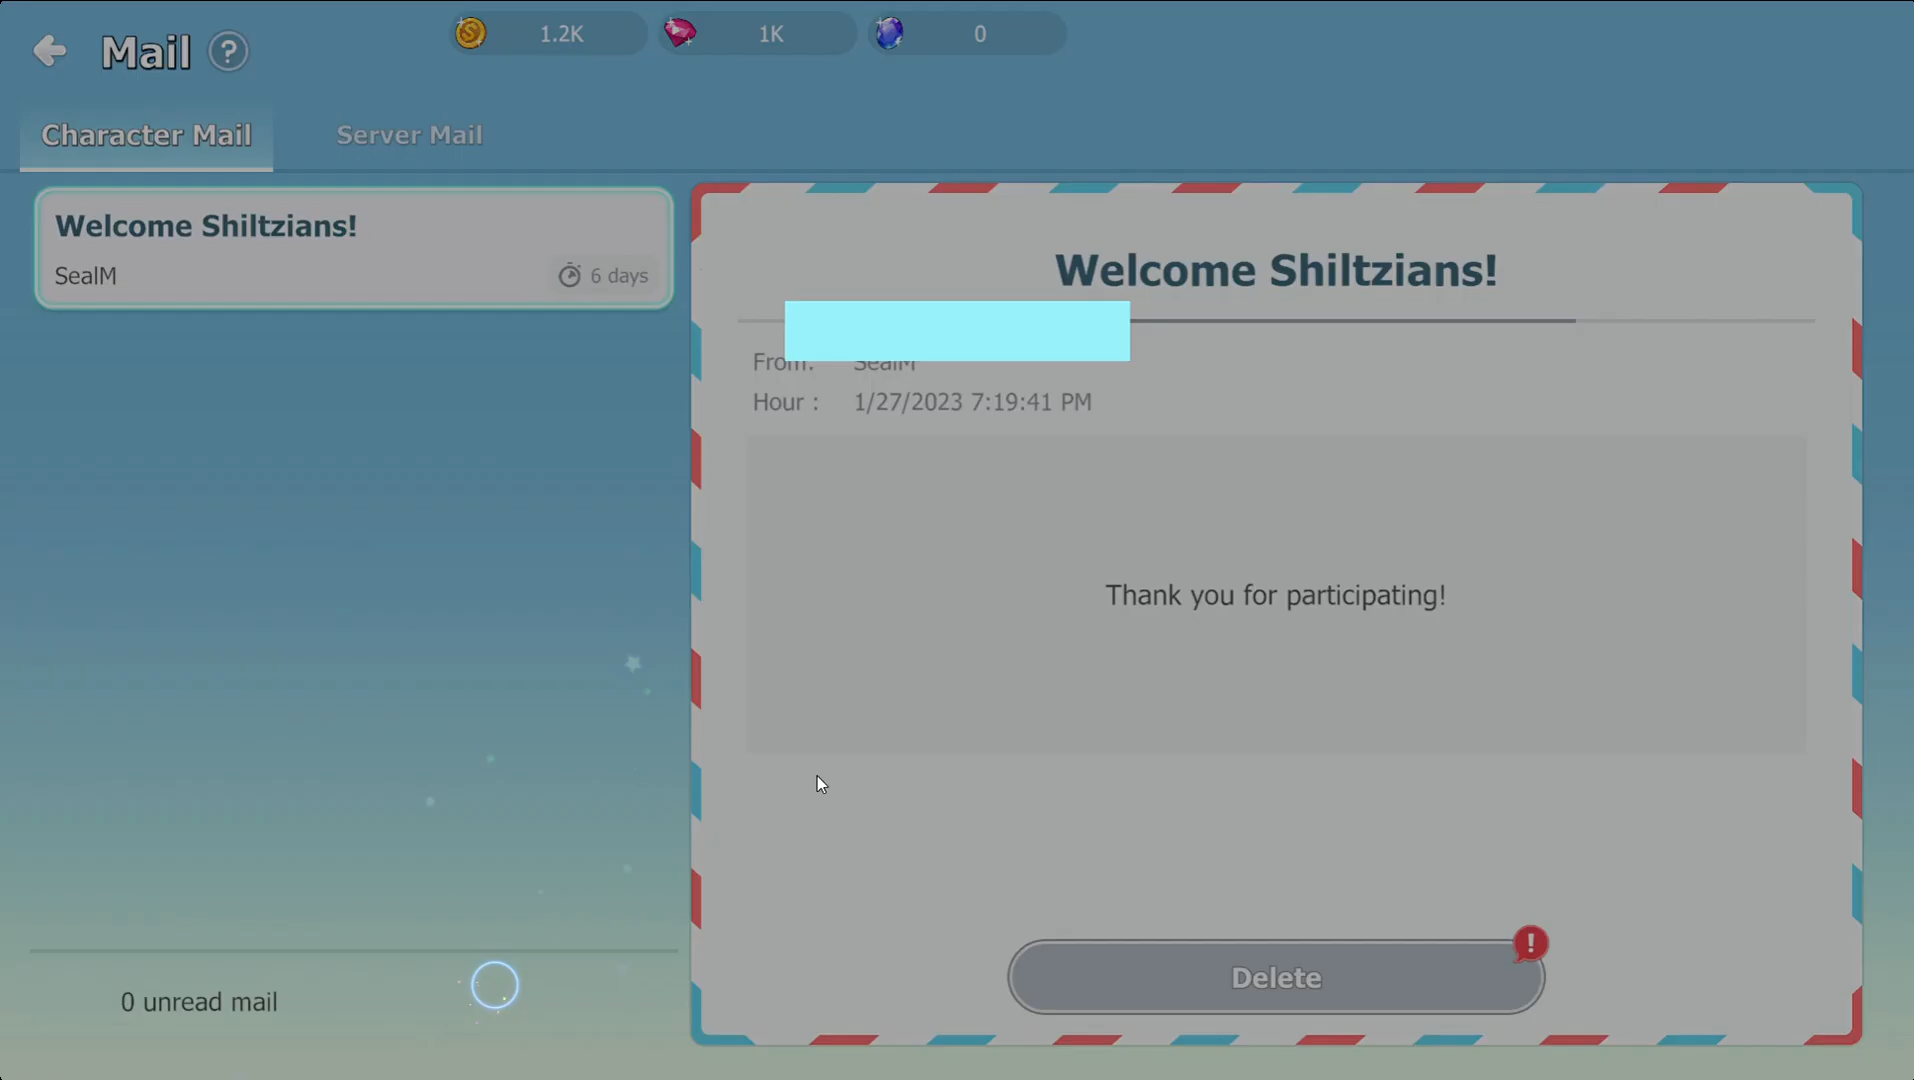 Mail ?
1.2K
1K
0
Character Mail
Server Mail
Welcome Shiltzians!
SealM
6 days
Welcome Shiltzians!
From: SealM
Hour : 1/27/2023 7:19:41 PM
Thank you for participating!
Delete
!
0 unread mail